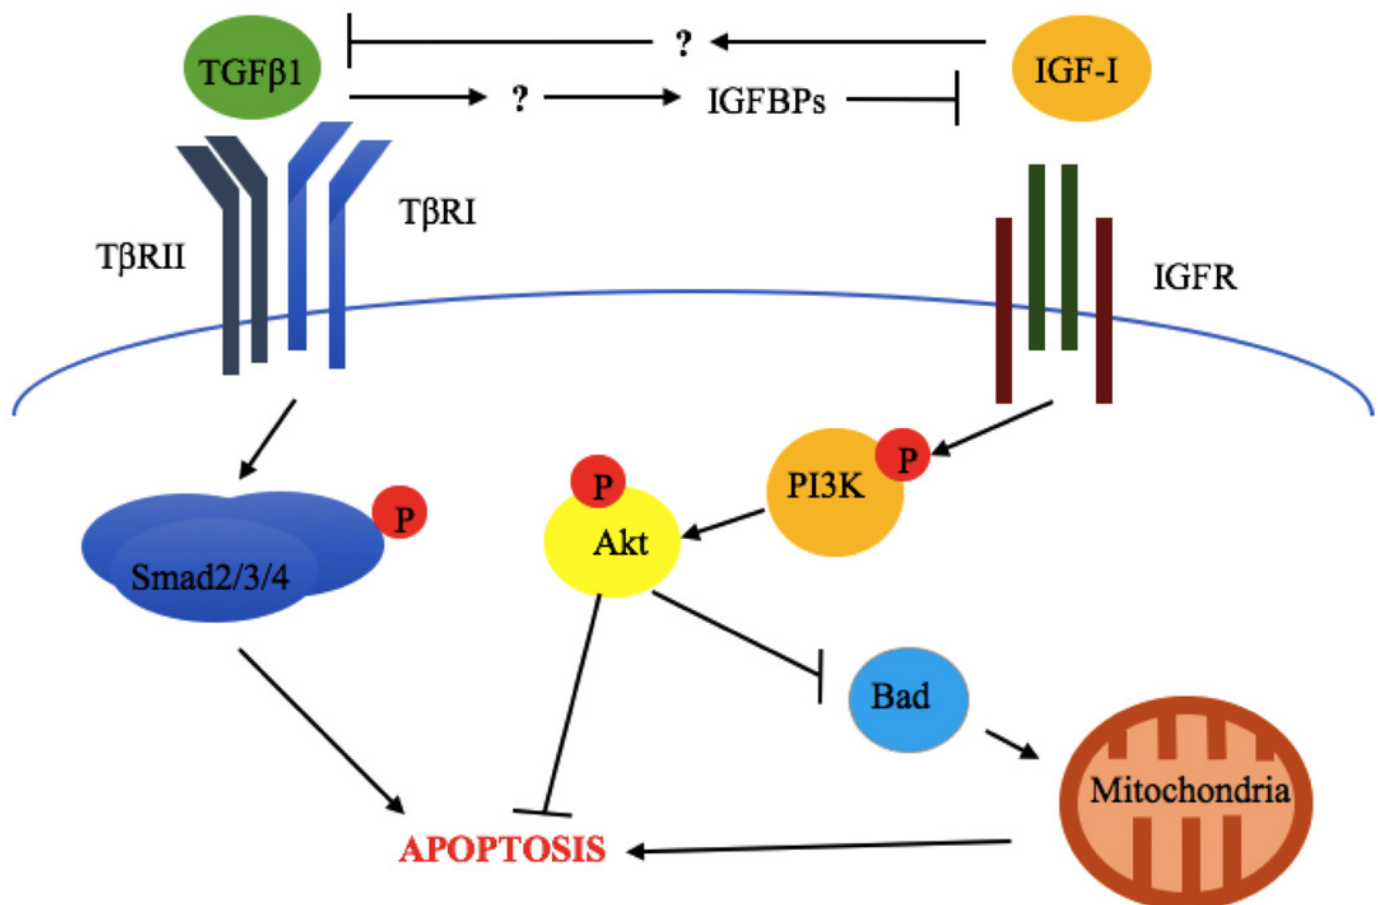 ?
TGFβ1
IGF-I
?
IGFBPs
TβRI
TβRII
IGFR
P
P
PI3K
P
Akt
Smad2/3/4
Bad
Mitochondria
APOPTOSIS